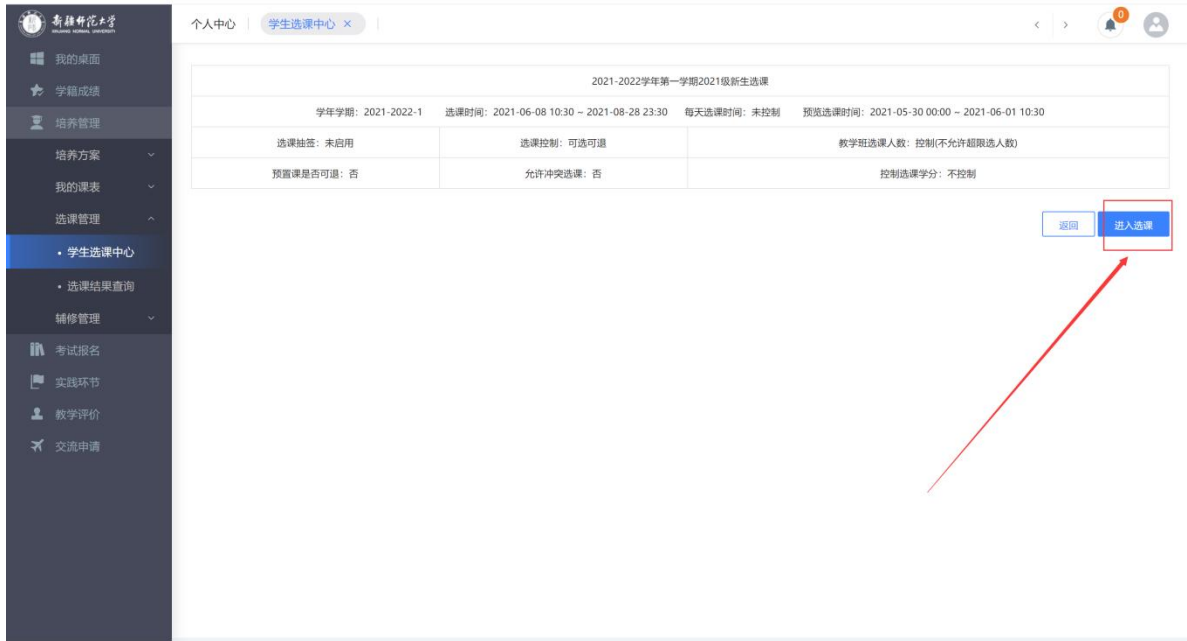 新疆师范大学
XINJIANG NORMAL UNIVERSITY
个人中心
学生选课中心 ×
< >
0
我的桌面
学籍成绩
培养管理
培养方案
我的课表
选课管理
• 学生选课中心
• 选课结果查询
辅修管理
考试报名
实践环节
教学评价
交流申请
2021-2022学年第一学期2021级新生选课
学年学期：2021-2022-1 选课时间：2021-06-08 10:30 ~ 2021-08-28 23:30 每天选课时间：未控制 预览选课时间：2021-05-30 00:00 ~ 2021-06-01 10:30
选课抽签：未启用 选课控制：可选可退 教学班选课人数：控制(不允许超限选人数)
预置课是否可退：否 允许冲突选课：否 控制选课学分：不控制
返回 进入选课